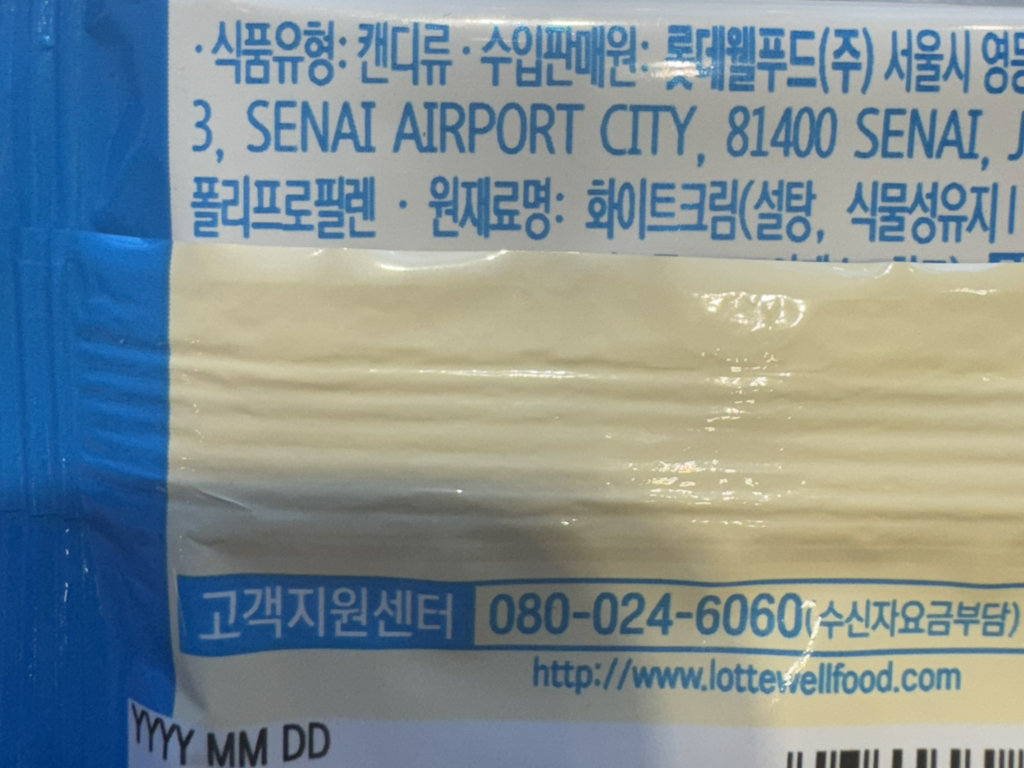 ·식품유형: 캔디류 · 수입판매원: 롯데웰푸드(주) 서울시 영등
3, SENAI AIRPORT CITY, 81400 SENAI, J
폴리프로필렌 · 원재료명: 화이트크림(설탕, 식물성유지
고객지원센터 080-024-6060(수신자요금부담)
http://www.lottewellfood.com
YYYY MM DD